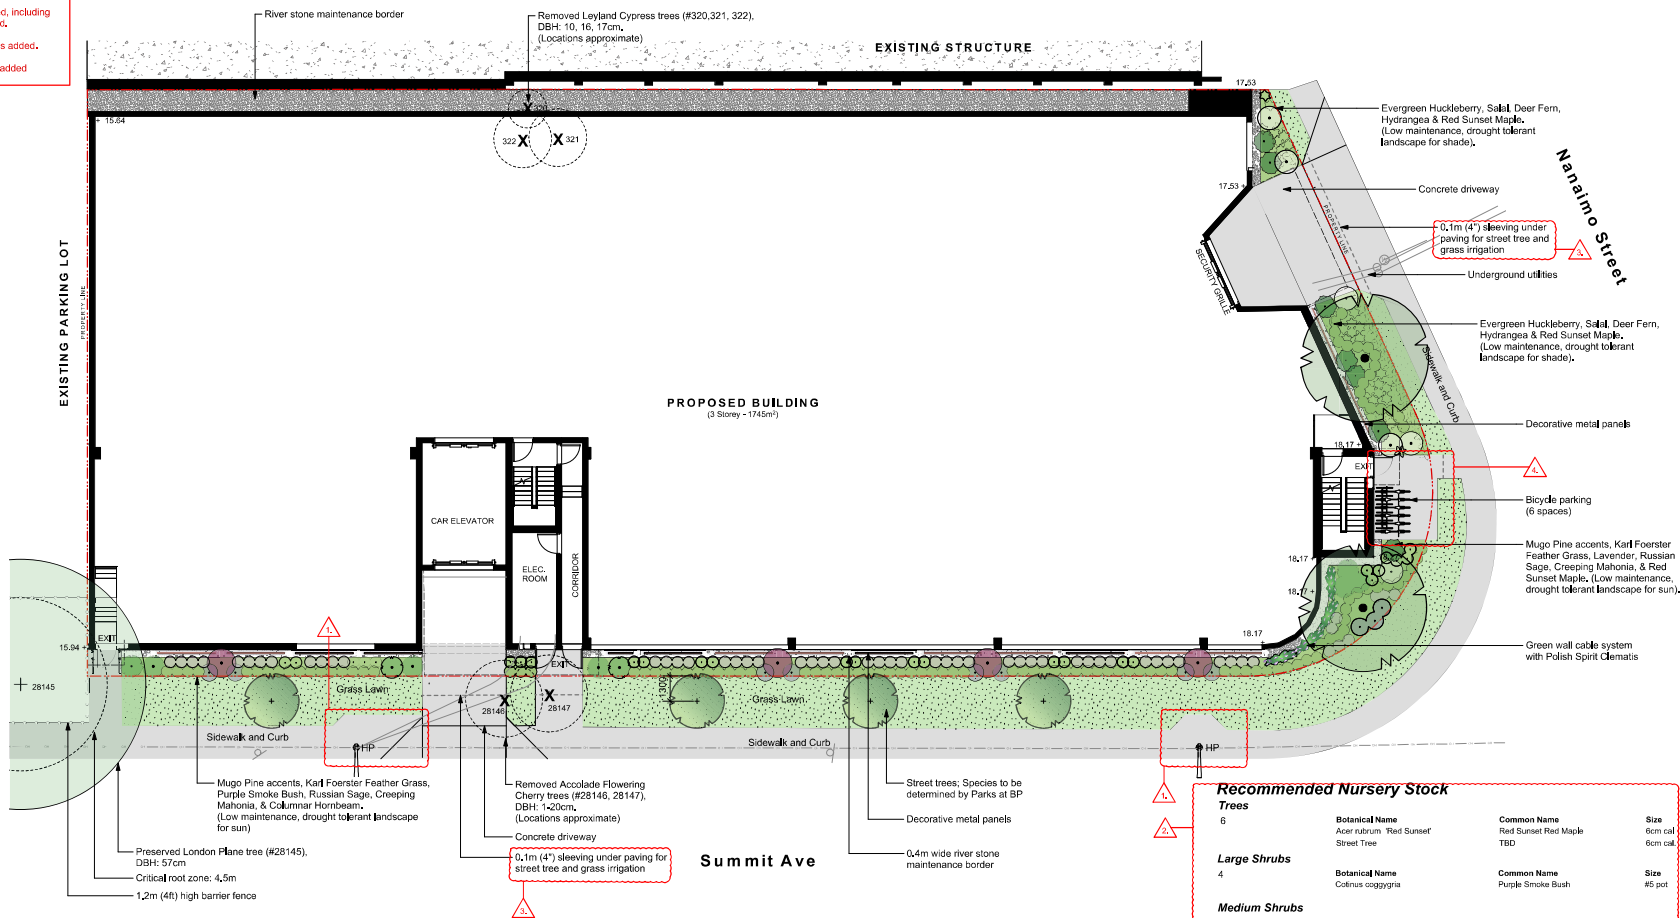 ed, including
d.
s added.
added
River stone maintenance border
Removed Leyland Cypress trees (#320,321, 322),
DBH: 10, 16, 17cm.
(Locations approximate)
EXISTING STRUCTURE
17.53
15.64
320
322 X
X 321
Evergreen Huckleberry, Salal, Deer Fern,
Hydrangea & Red Sunset Maple.
(Low maintenance, drought tolerant
landscape for shade).
Nanaimo Street
17.53
Concrete driveway
PROPERTY LINE
0.1m (4") sleeving under
paving for street tree and
grass irrigation
3.
SECURITY GRILLE
Underground utilities
EXISTING PARKING LOT
PROPERTY LINE
Evergreen Huckleberry, Salal, Deer Fern,
Hydrangea & Red Sunset Maple.
(Low maintenance, drought tolerant
landscape for shade).
Sidewalk and Curb
PROPOSED BUILDING
(3 Storey - 1745m²)
Decorative metal panels
18.17
EXIT
4.
Bicycle parking
(6 spaces)
CAR ELEVATOR
ELEC.
ROOM
CORRIDOR
Mugo Pine accents, Karl Foerster
Feather Grass, Lavender, Russian
Sage, Creeping Mahonia, & Red
Sunset Maple. (Low maintenance,
drought tolerant landscape for sun).
18.17
18.17
18.17
Green wall cable system
with Polish Spirit Clematis
1.
EXIT
15.94
EXIT
28145
Grass Lawn
28146
X
X
28147
1300
Grass Lawn
Sidewalk and Curb
HP
Sidewalk and Curb
HP
Mugo Pine accents, Karl Foerster Feather Grass,
Purple Smoke Bush, Russian Sage, Creeping
Mahonia, & Columnar Hornbeam.
(Low maintenance, drought tolerant landscape
for sun)
Removed Accolade Flowering
Cherry trees (#28146, 28147),
DBH: 1-20cm.
(Locations approximate)
Concrete driveway
Street trees; Species to be
determined by Parks at BP
Decorative metal panels
0.4m wide river stone
maintenance border
Preserved London Plane tree (#28145),
DBH: 57cm
Critical root zone: 4.5m
1.2m (4ft) high barrier fence
0.1m (4") sleeving under paving for
street tree and grass irrigation
3.
Summit Ave
1.
2.
Recommended Nursery Stock
Trees
6 Botanical Name Common Name Size
Acer rubrum 'Red Sunset' Red Sunset Red Maple 6cm cal
Street Tree TBD 6cm cal
Large Shrubs
4 Botanical Name Common Name Size
Cotinus coggygria Purple Smoke Bush #5 pot
Medium Shrubs